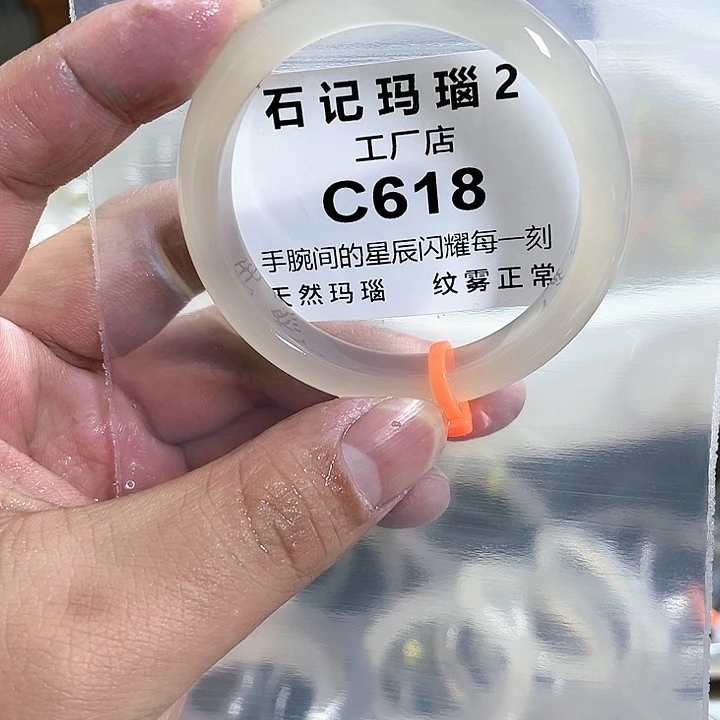 石记玛瑙2
工厂店
C618
手腕间的星辰闪耀每一刻
天然玛瑙 纹雾正常